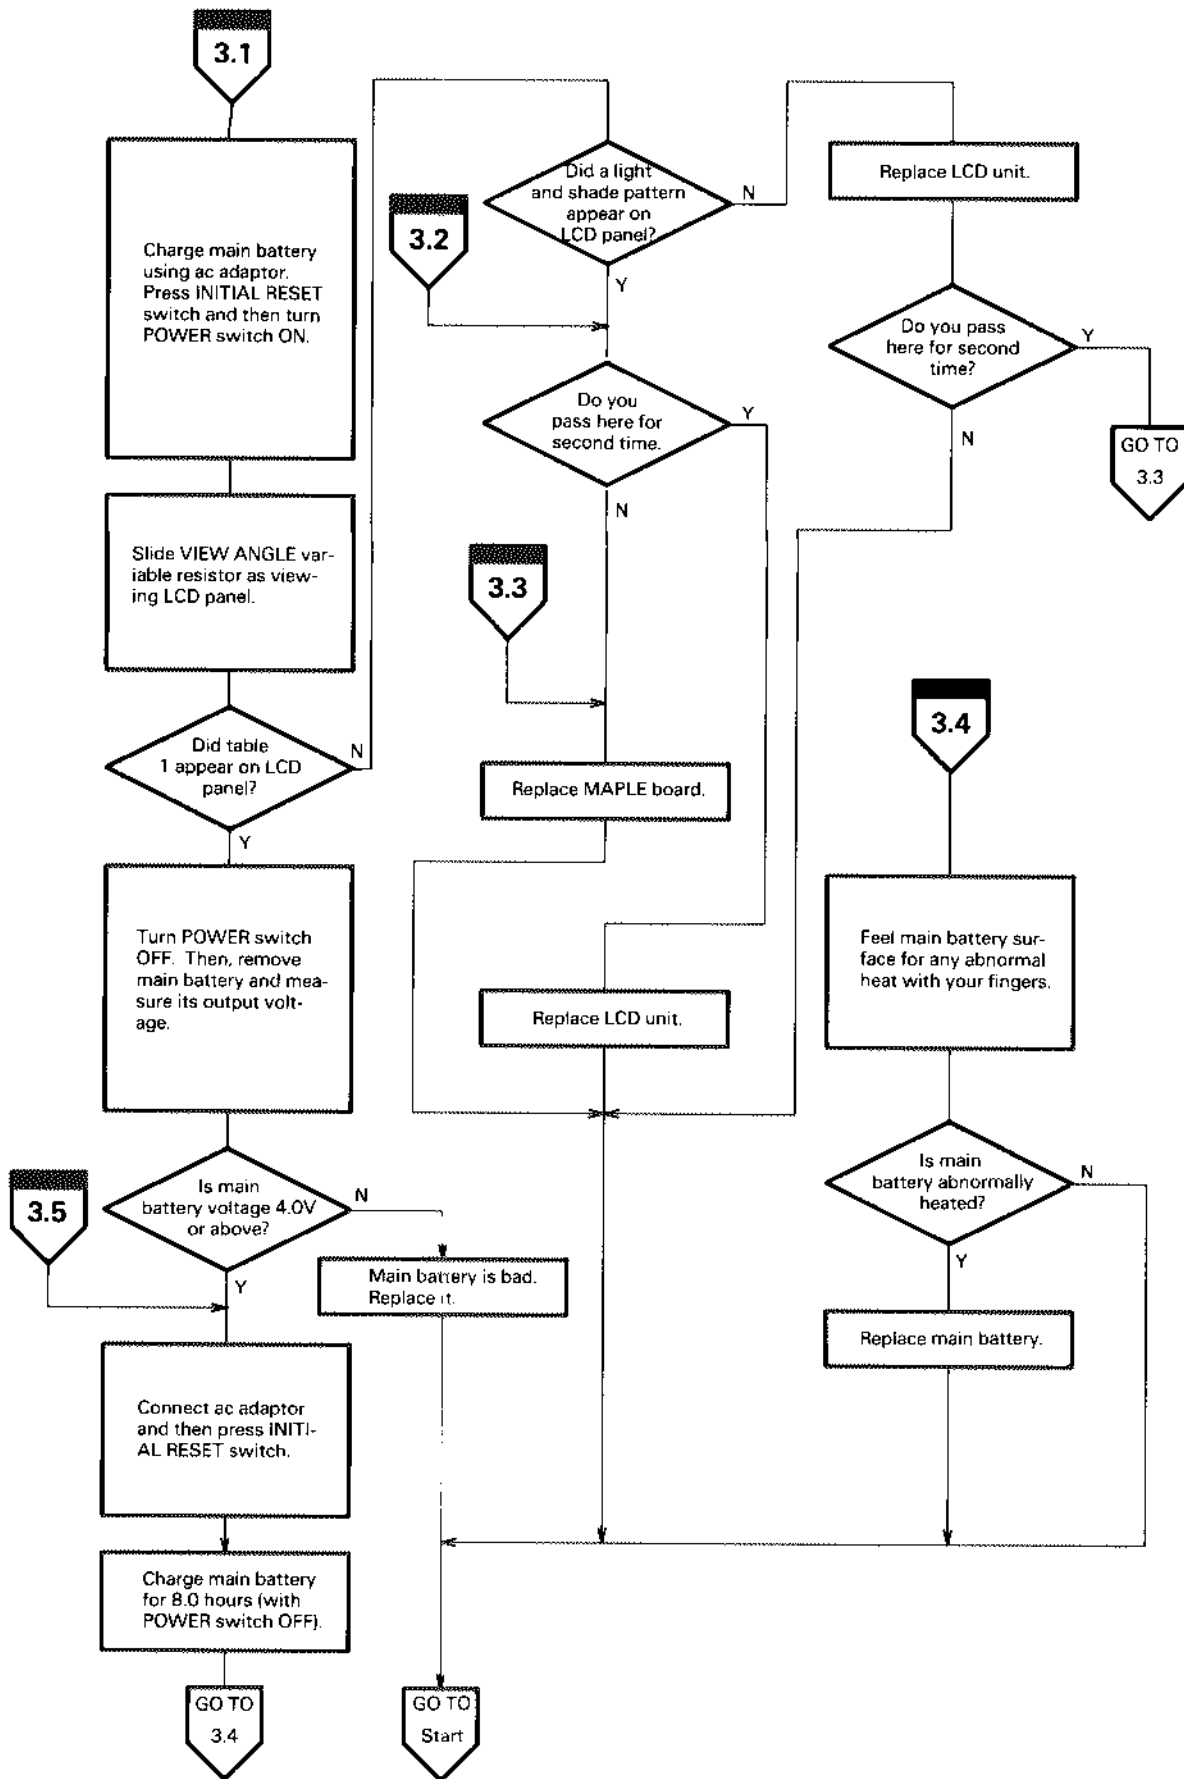 3.1
Charge main battery
using ac adaptor.
Press INITIAL RESET
switch and then turn
POWER switch ON.
Slide VIEW ANGLE var-
iable resistor as view-
ing LCD panel.
Did table
1 appear on LCD
panel?
N
Y
Turn POWER switch
OFF. Then, remove
main battery and mea-
sure its output volt-
age.
Is main
battery voltage 4.0V
or above?
N
Y
3.5
Main battery is bad.
Replace it.
Connect ac adaptor
and then press INITI-
AL RESET switch.
Charge main battery
for 8.0 hours (with
POWER switch OFF).
GO TO
3.4
GO TO
Start
Did a light
and shade pattern
appear on
LCD panel?
N
Y
3.2
Do you
pass here for
second time.
Y
N
3.3
Replace MAPLE board.
Replace LCD unit.
Replace LCD unit.
Do you pass
here for second
time?
Y
N
GO TO
3.3
3.4
Feel main battery sur-
face for any abnormal
heat with your fingers.
Is main
battery abnormally
heated?
N
Y
Replace main battery.